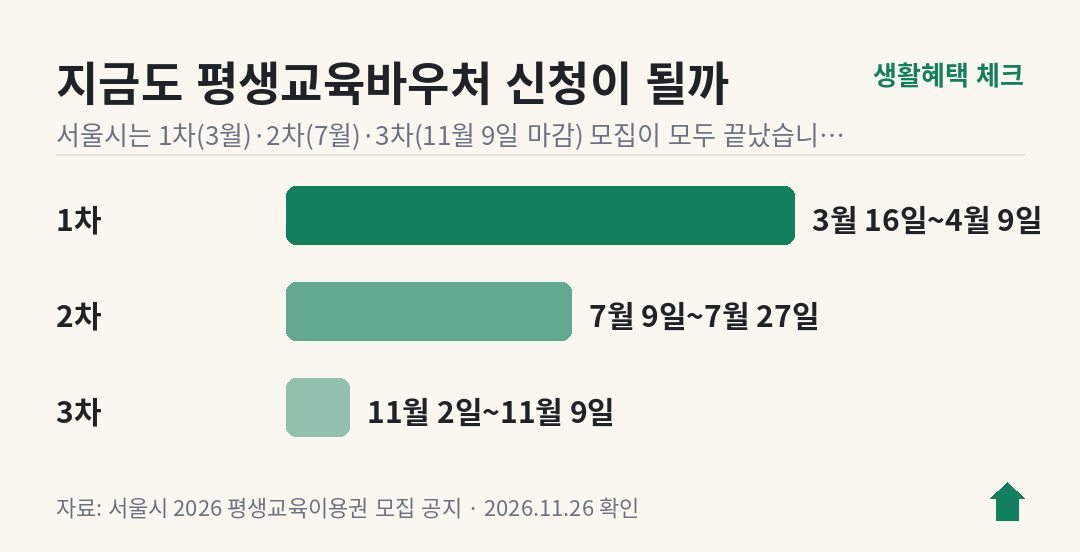 지금도 평생교육바우처 신청이 될까
생활혜택 체크
서울시는 1차(3월)·2차(7월)·3차(11월 9일 마감) 모집이 모두 끝났습니…
1차
3월 16일~4월 9일
2차
7월 9일~7월 27일
3차
11월 2일~11월 9일
자료: 서울시 2026 평생교육이용권 모집 공지 · 2026.11.26 확인